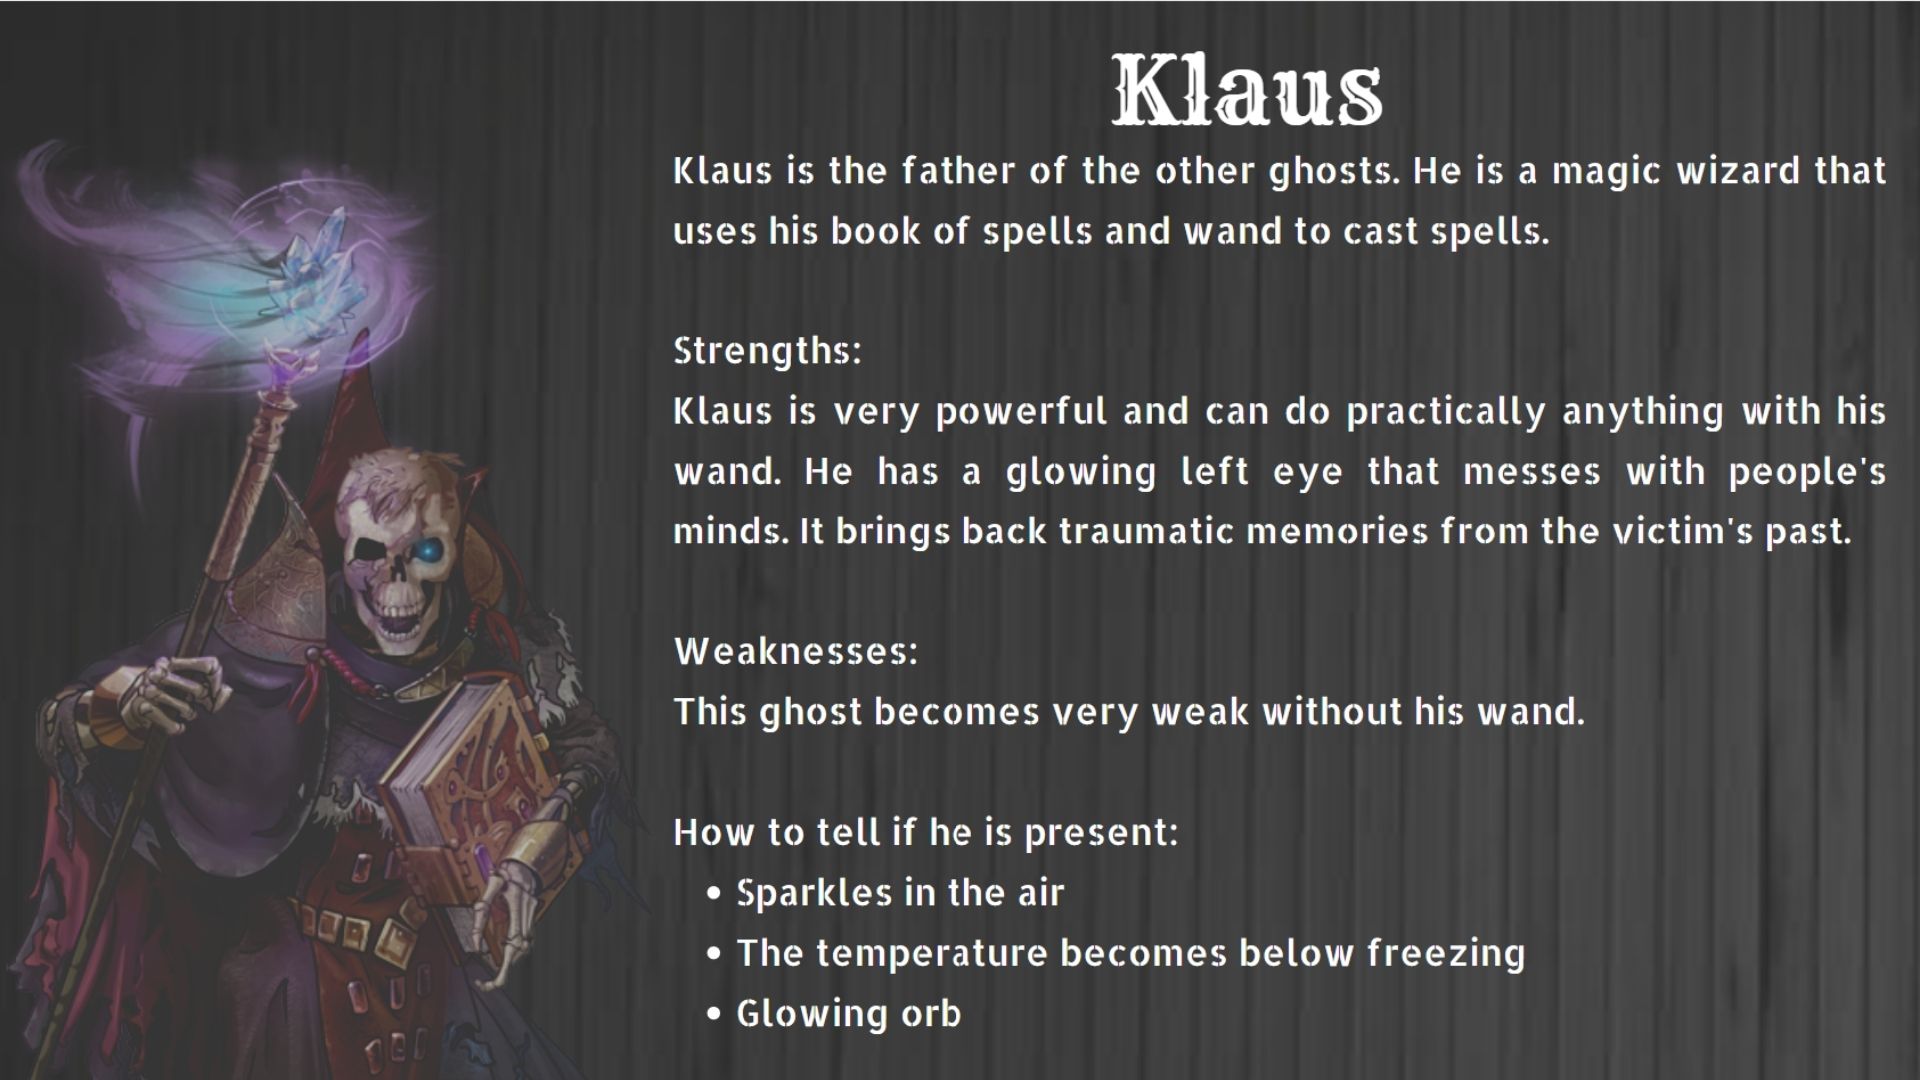 Klaus
Klaus is the father of the other ghosts. He is a magic wizard that
uses his book of spells and wand to cast spells.
Strengths:
Klaus is very powerful and can do practically anything with his
wand. He has a glowing left eye that messes with people's
minds. It brings back traumatic memories from the victim's past.
Weaknesses:
This ghost becomes very weak without his wand.
How to tell if he is present:
• Sparkles in the air
• The temperature becomes below freezing
• Glowing orb